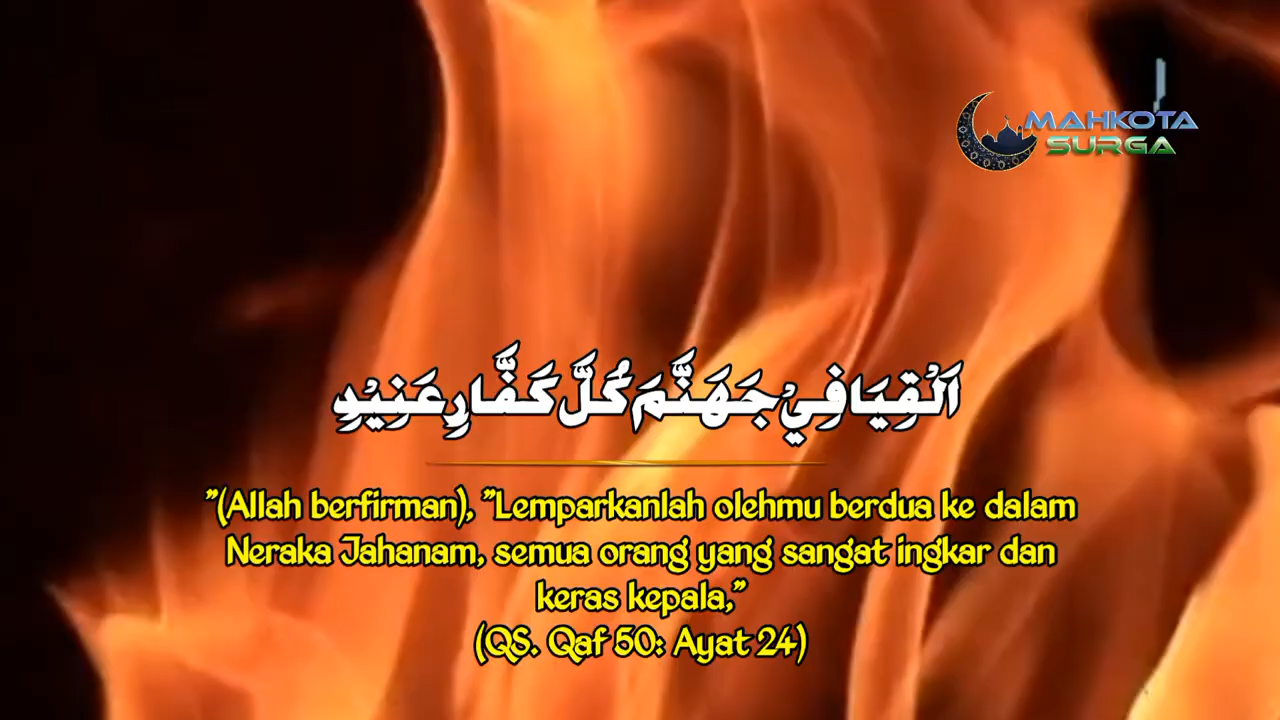 MAHKOTA
SURGA
اَلْقِيَا فِيْ جَهَنَّمَ كُلَّ كَفَّارٍ عَنِيْدٍ
"(Allah berfirman), "Lemparkanlah olehmu berdua ke dalam
Neraka Jahanam, semua orang yang sangat ingkar dan
keras kepala,"
(QS. Qaf 50: Ayat 24)